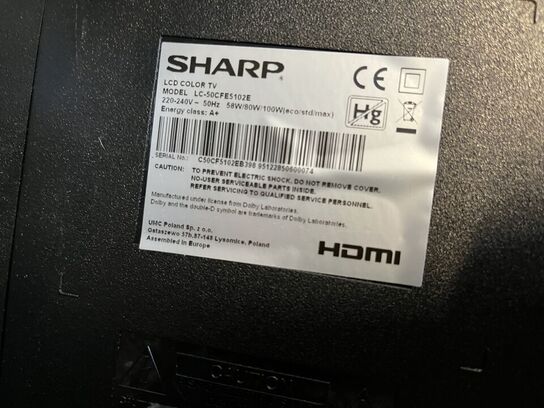 SHARP
LCD COLOR TV
MODEL LC-50CFE5102E
220-240V ~ 50Hz 58W/80W/100W(eco/std/max)
Energy class: A+
CE
Hg
SERIAL No.: C50CF5102EB398 95122850600074
CAUTION: TO PREVENT ELECTRIC SHOCK, DO NOT REMOVE COVER.
NO-USER SERVICEABLE PARTS INSIDE.
REFER SERVICING TO QUALIFIED SERVICE PERSONNEL.
Manufactured under license from Dolby Laboratories.
Dolby and the double-D symbol are trademarks of Dolby Laboratories.
UMC Poland Sp. z o.o.
Ostaszewo 57b,87-148 Lysomice, Poland
Assembled in Europe
HDMI
CAUTION